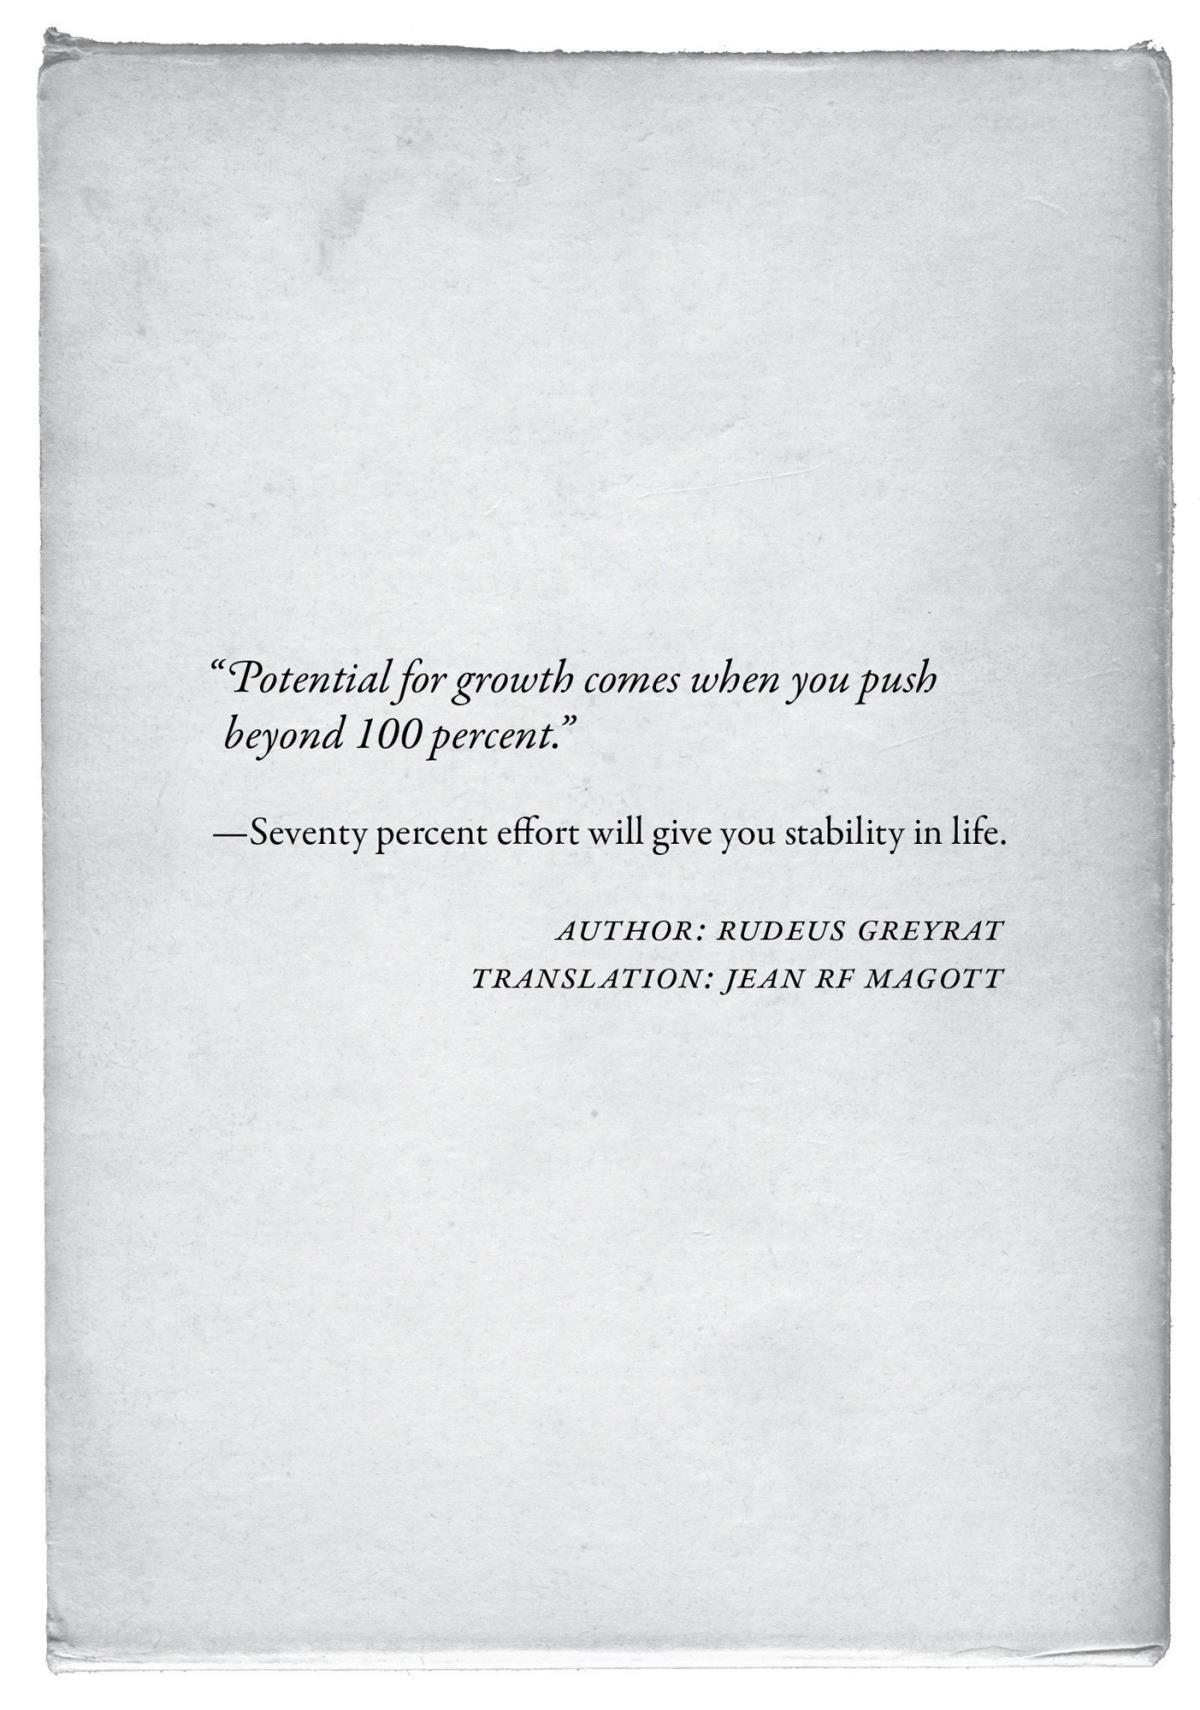 “Potential for growth comes when you push
beyond 100 percent.”
—Seventy percent effort will give you stability in life.
AUTHOR: RUDEUS GREYRAT
TRANSLATION: JEAN RF MAGOTT